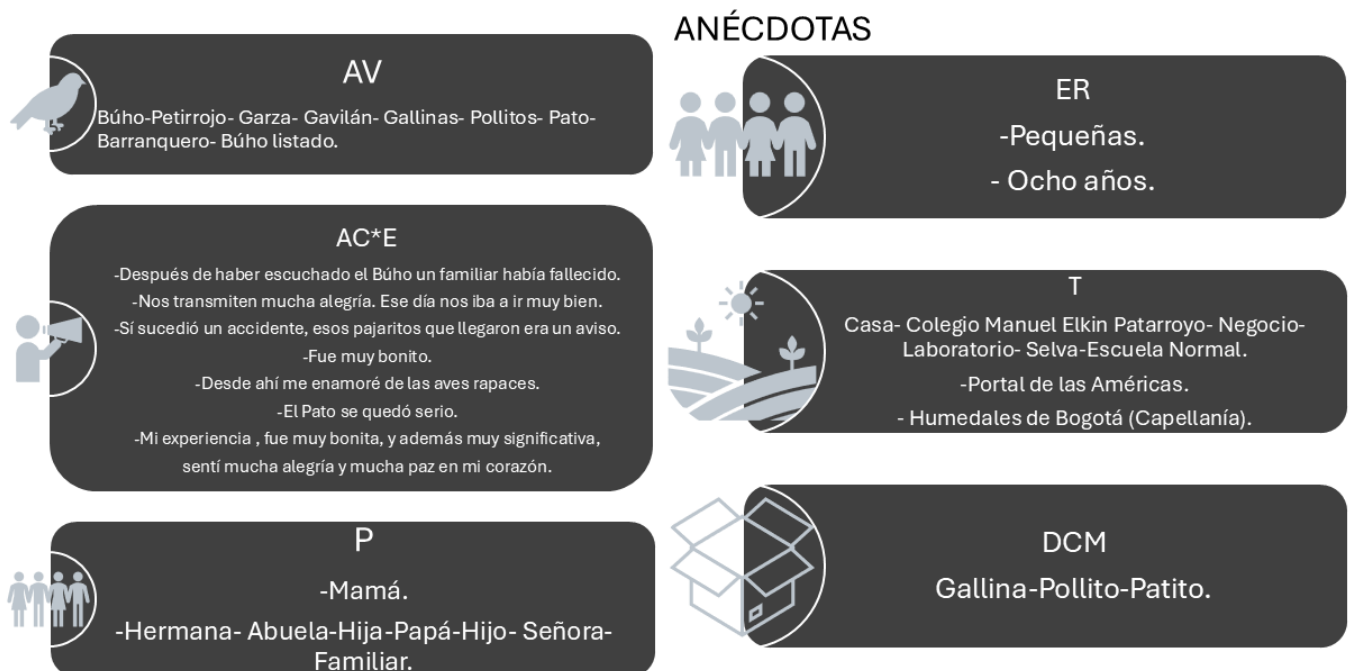 ANÉCDOTAS
AV
Búho-Petirrojo- Garza- Gavilán- Gallinas- Pollitos- Pato-
Barranquero- Búho listado.
AC*E
-Después de haber escuchado el Búho un familiar había fallecido.
-Nos transmiten mucha alegría. Ese día nos iba a ir muy bien.
-Sí sucedió un accidente, esos pajaritos que llegaron era un aviso.
-Fue muy bonito.
-Desde ahí me enamoré de las aves rapaces.
-El Pato se quedó serio.
-Mi experiencia , fue muy bonita, y además muy significativa,
sentí mucha alegría y mucha paz en mi corazón.
P
-Mamá.
-Hermana- Abuela-Hija-Papá-Hijo- Señora-
Familiar.
ER
-Pequeñas.
- Ocho años.
T
Casa- Colegio Manuel Elkin Patarroyo- Negocio-
Laboratorio- Selva-Escuela Normal.
-Portal de las Américas.
- Humedales de Bogotá (Capellanía).
DCM
Gallina-Pollito-Patito.